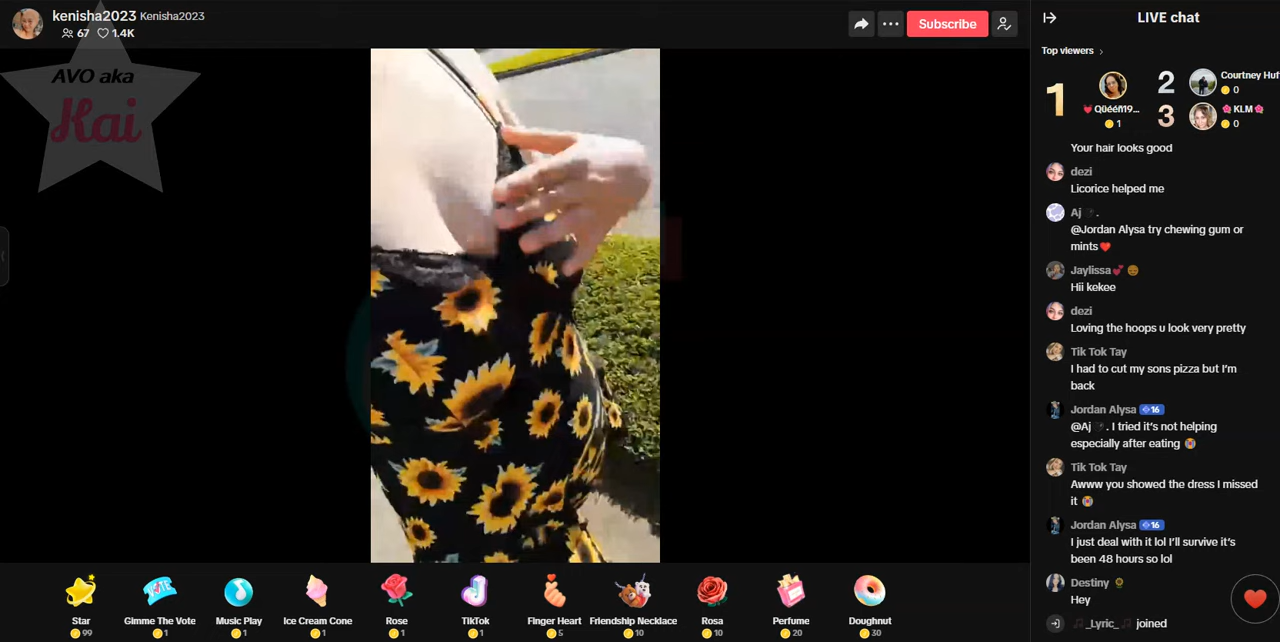 kenisha2023 Kenisha2023
67 1.4K
Subscribe
AVO aka
Kai
LIVE chat
Top viewers
1
Qüééñ19...
1
2
Courtney Huf
0
3
KLM
0
Your hair looks good
dezi
Licorice helped me
Aj .
@Jordan Alysa try chewing gum or
mints
Jaylissa
Hii kekee
dezi
Loving the hoops u look very pretty
Tik Tok Tay
I had to cut my sons pizza but I'm
back
Jordan Alysa 16
@Aj . I tried it's not helping
especially after eating
Tik Tok Tay
Awww you showed the dress I missed
it
Jordan Alysa 16
I just deal with it lol I'll survive it's
been 48 hours so lol
Destiny
Hey
_Lyric_ joined
VOTE
Star
99
Gimme The Vote
1
Music Play
1
Ice Cream Cone
1
Rose
1
TikTok
1
Finger Heart
5
Friendship Necklace
10
Rosa
10
Perfume
20
Doughnut
30